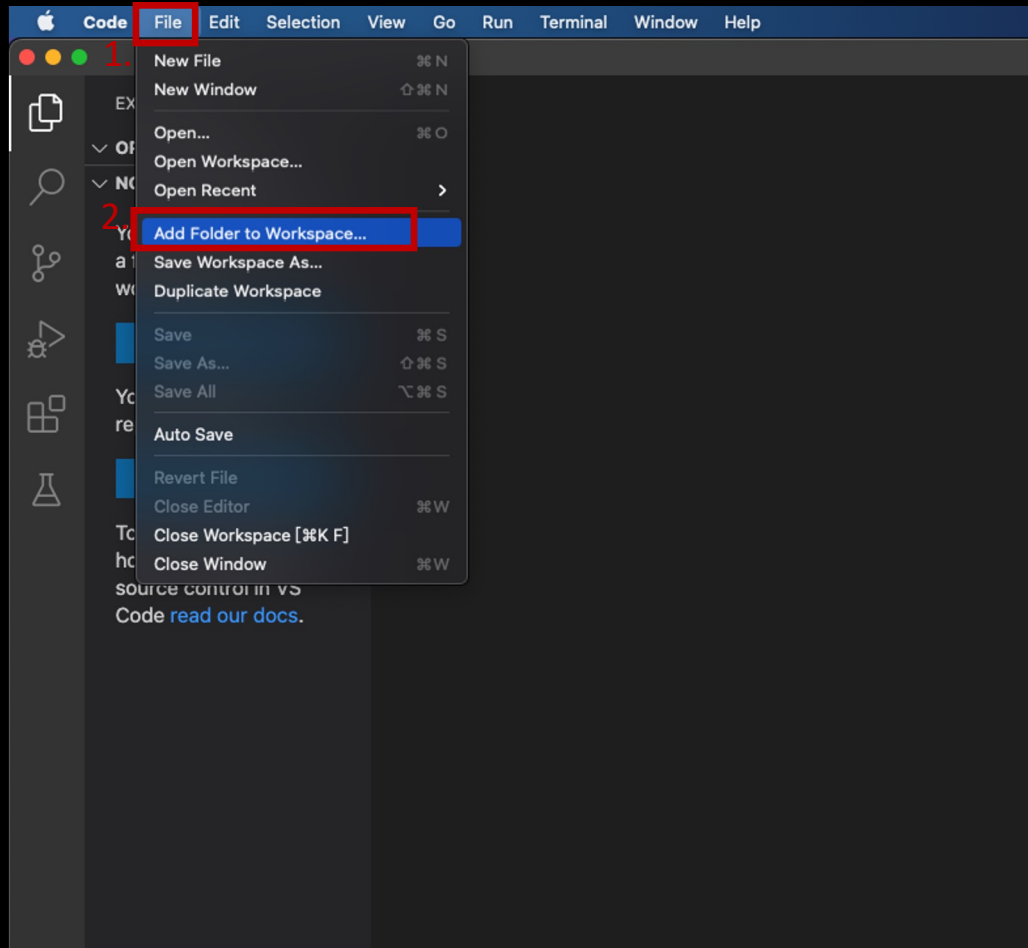 Code File Edit Selection View Go Run Terminal Window Help
1.
New File ⌘ N
New Window ⇧ ⌘ N
Open... ⌘ O
Open Workspace...
Open Recent >
2.
Add Folder to Workspace...
Save Workspace As...
Duplicate Workspace
Save ⌘ S
Save As... ⇧ ⌘ S
Save All ⌥ ⌘ S
Auto Save
Revert File
Close Editor ⌘ W
Close Workspace [⌘K F]
Close Window ⌘ W
source control in VS
Code read our docs.